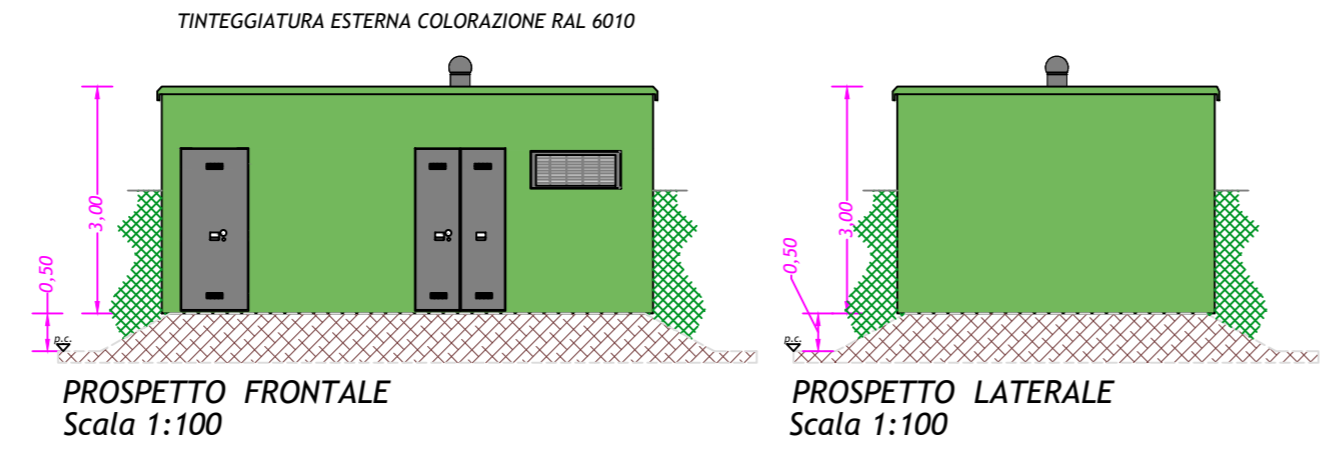 TINTEGGIATURA ESTERNA COLORAZIONE RAL 6010
3,00
0,50
p.c.
3,00
0,50
p.c.
PROSPETTO FRONTALE
Scala 1:100
PROSPETTO LATERALE
Scala 1:100